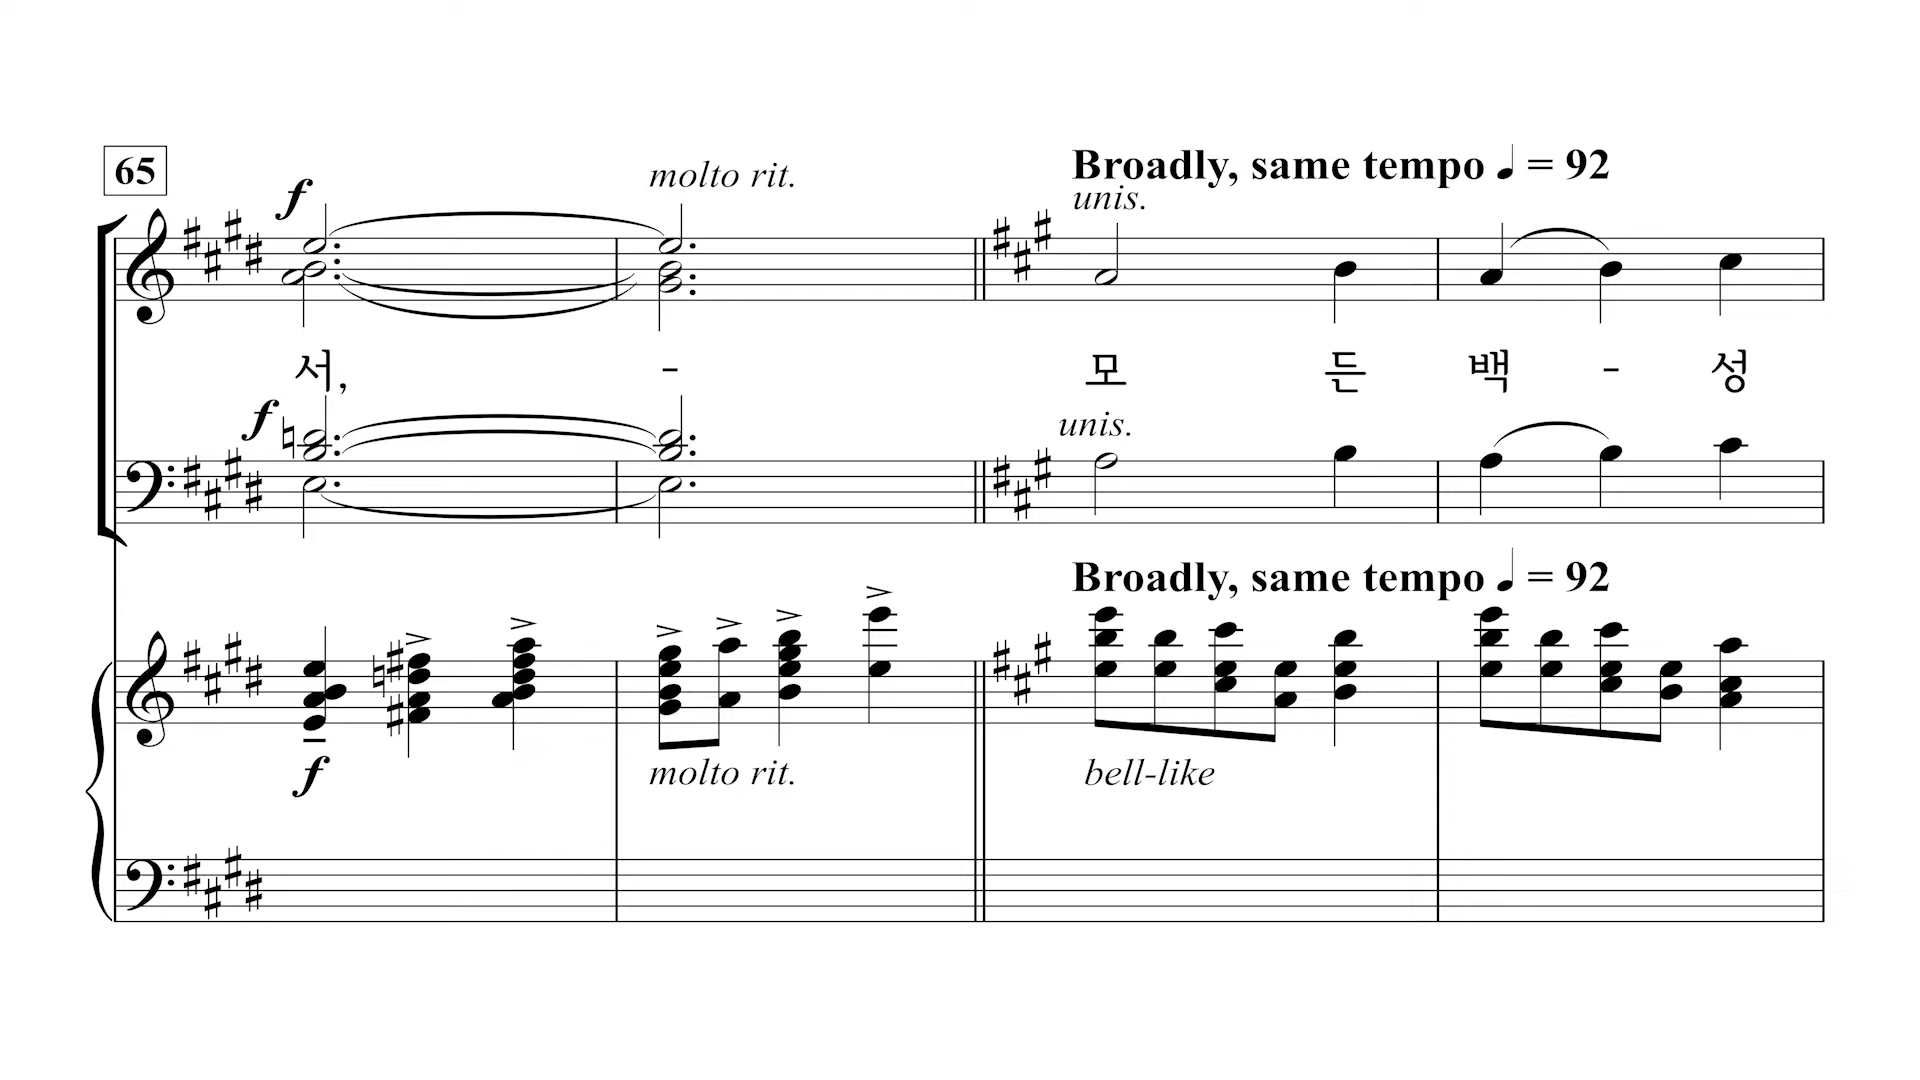 65
f
molto rit.
Broadly, same tempo ♩ = 92
unis.
서, - 모 든 백 - 성
f
unis.
Broadly, same tempo ♩ = 92
f
molto rit.
bell-like